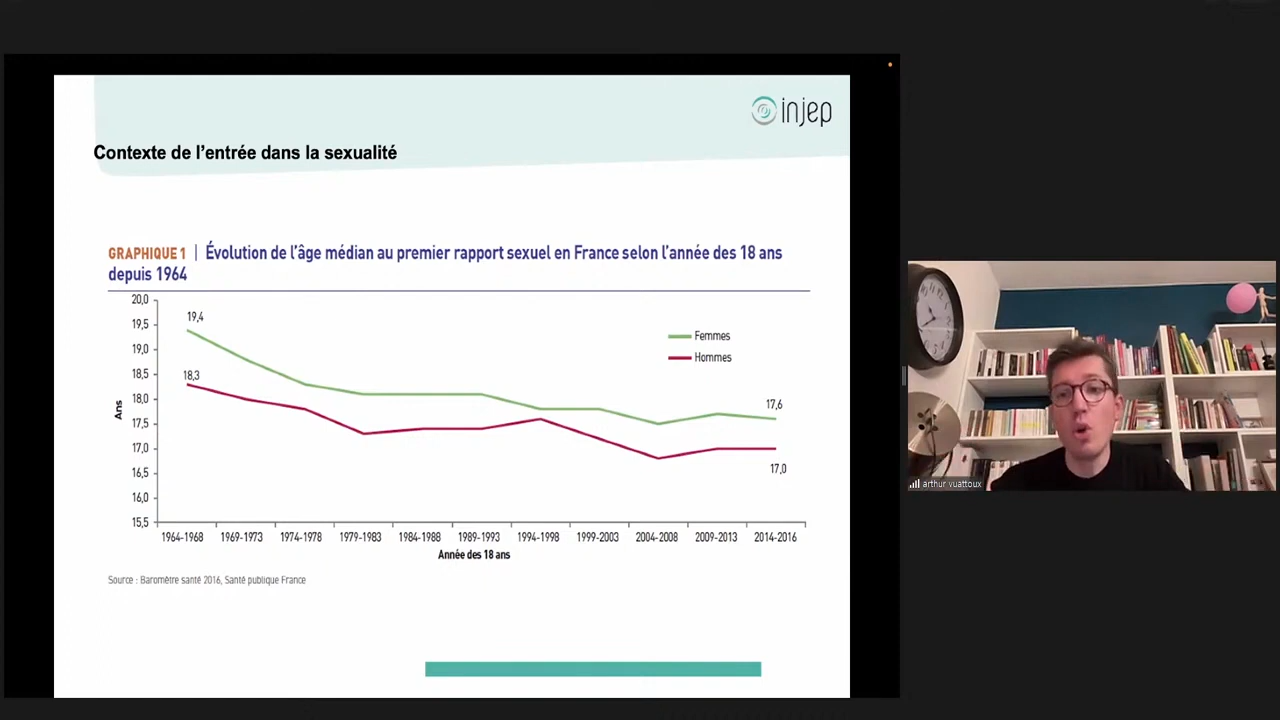 injep
Contexte de l'entrée dans la sexualité
GRAPHIQUE 1 | Évolution de l'âge médian au premier rapport sexuel en France selon l'année des 18 ans
depuis 1964
20,0
19,5
19,0
18,5
18,0
17,5
17,0
16,5
16,0
15,5
Ans
19,4
18,3
Femmes
Hommes
17,6
17,0
1964-1968 1969-1973 1974-1978 1979-1983 1984-1988 1989-1993 1994-1998 1999-2003 2004-2008 2009-2013 2014-2016
Année des 18 ans
Source : Baromètre santé 2016, Santé publique France
arthur vuattoux